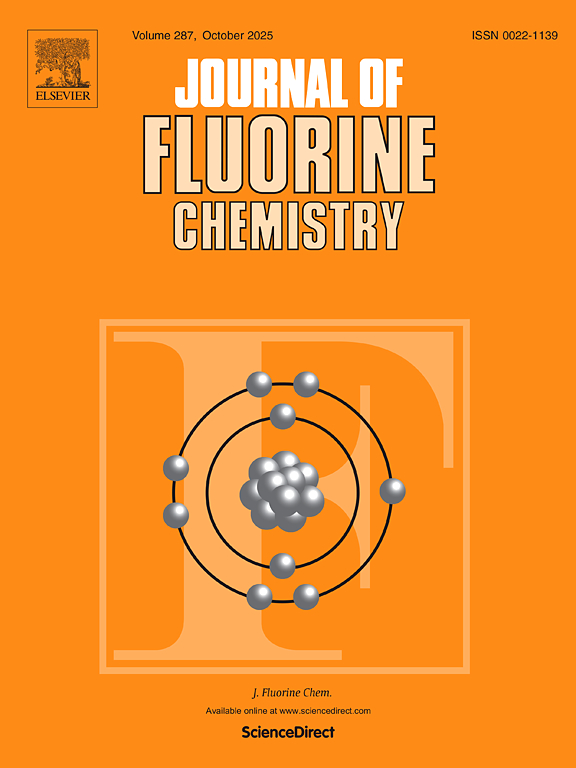 Volume 287, October 2025
ISSN 0022-1139
ELSEVIER
JOURNAL OF
FLUORINE
CHEMISTRY
F
J. Fluorine Chem.
Available online at www.sciencedirect.com
ScienceDirect